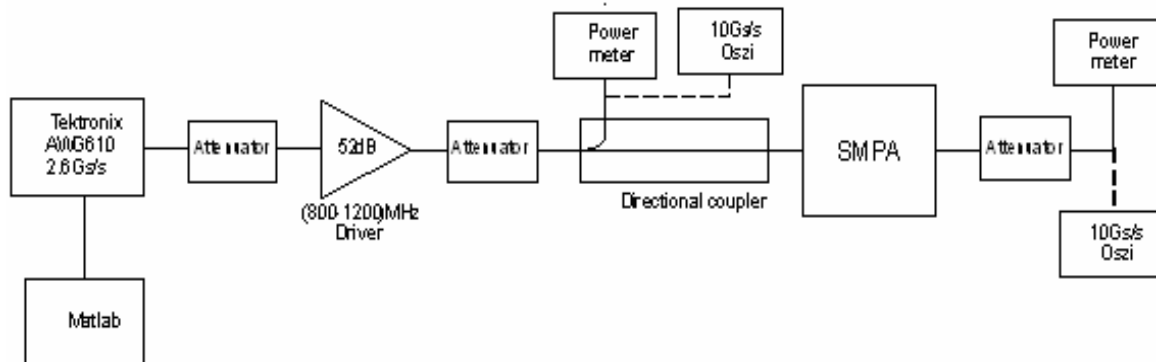 Power
meter
10Gs/s
Oszi
Power
meter
Tektronix
AWG610
2.6Gs/s
Attenuator
52dB
Attenuator
SMPA
Attenuator
Directional coupler
(800-1200)MHz
Driver
10Gs/s
Oszi
Matlab